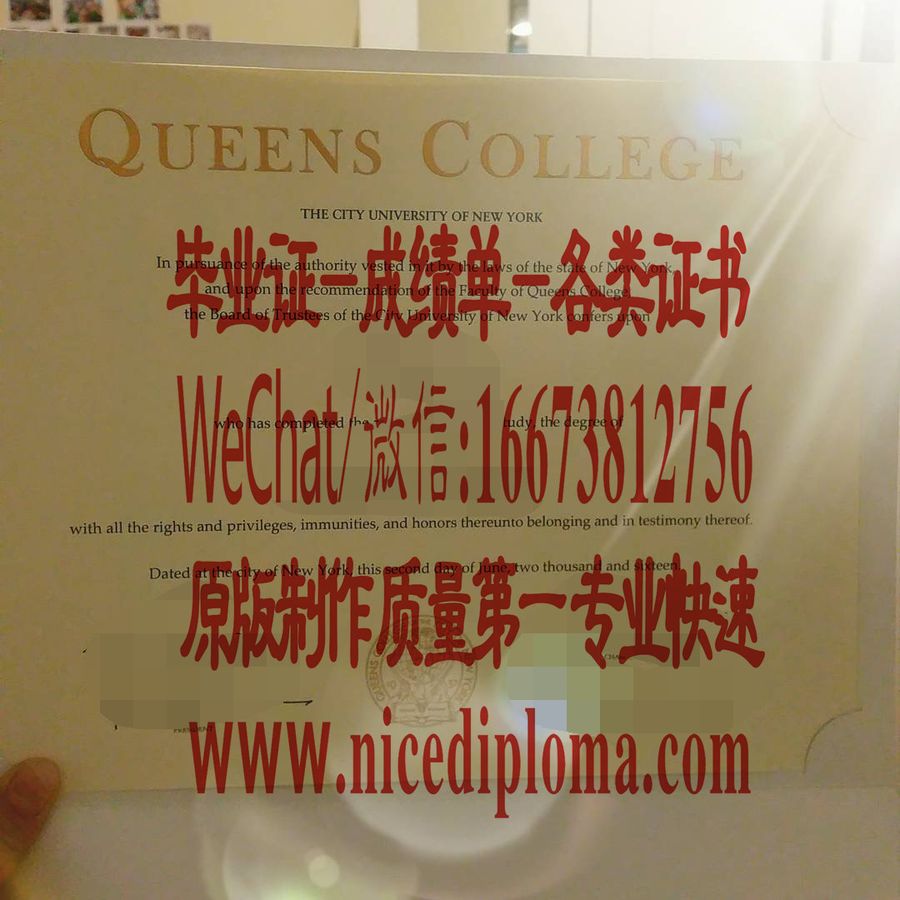 QUEENS COLLEGE
THE CITY UNIVERSITY OF NEW YORK
In pursuance of the authority vested in it by the laws of the state of New York,
毕业证-成绩单-各类证书
and upon the recommendation of the Faculty of Queens College,
the Board of Trustees of the City University of New York confers upon
who has completed the
tudy, the degree of
WeChat/微信:16673812756
with all the rights and privileges, immunities, and honors thereunto belonging and in testimony thereof.
Dated at the city of New York, this second day of June, two thousand and sixteen.
原版制作质量第一专业快速
PRESIDENT
www.nicediploma.com